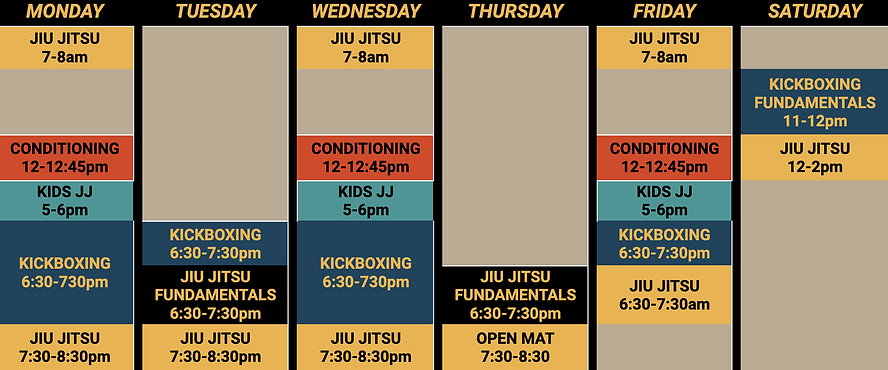 MONDAY
JIU JITSU
7-8am
CONDITIONING
12-12:45pm
KIDS JJ
5-6pm
KICKBOXING
6:30-730pm
JIU JITSU
7:30-8:30pm
TUESDAY
KICKBOXING
6:30-7:30pm
JIU JITSU
FUNDAMENTALS
6:30-7:30pm
JIU JITSU
7:30-8:30pm
WEDNESDAY
JIU JITSU
7-8am
CONDITIONING
12-12:45pm
KIDS JJ
5-6pm
KICKBOXING
6:30-730pm
JIU JITSU
7:30-8:30pm
THURSDAY
JIU JITSU
FUNDAMENTALS
6:30-7:30pm
OPEN MAT
7:30-8:30
FRIDAY
JIU JITSU
7-8am
CONDITIONING
12-12:45pm
KIDS JJ
5-6pm
KICKBOXING
6:30-7:30pm
JIU JITSU
6:30-7:30am
SATURDAY
KICKBOXING
FUNDAMENTALS
11-12pm
JIU JITSU
12-2pm